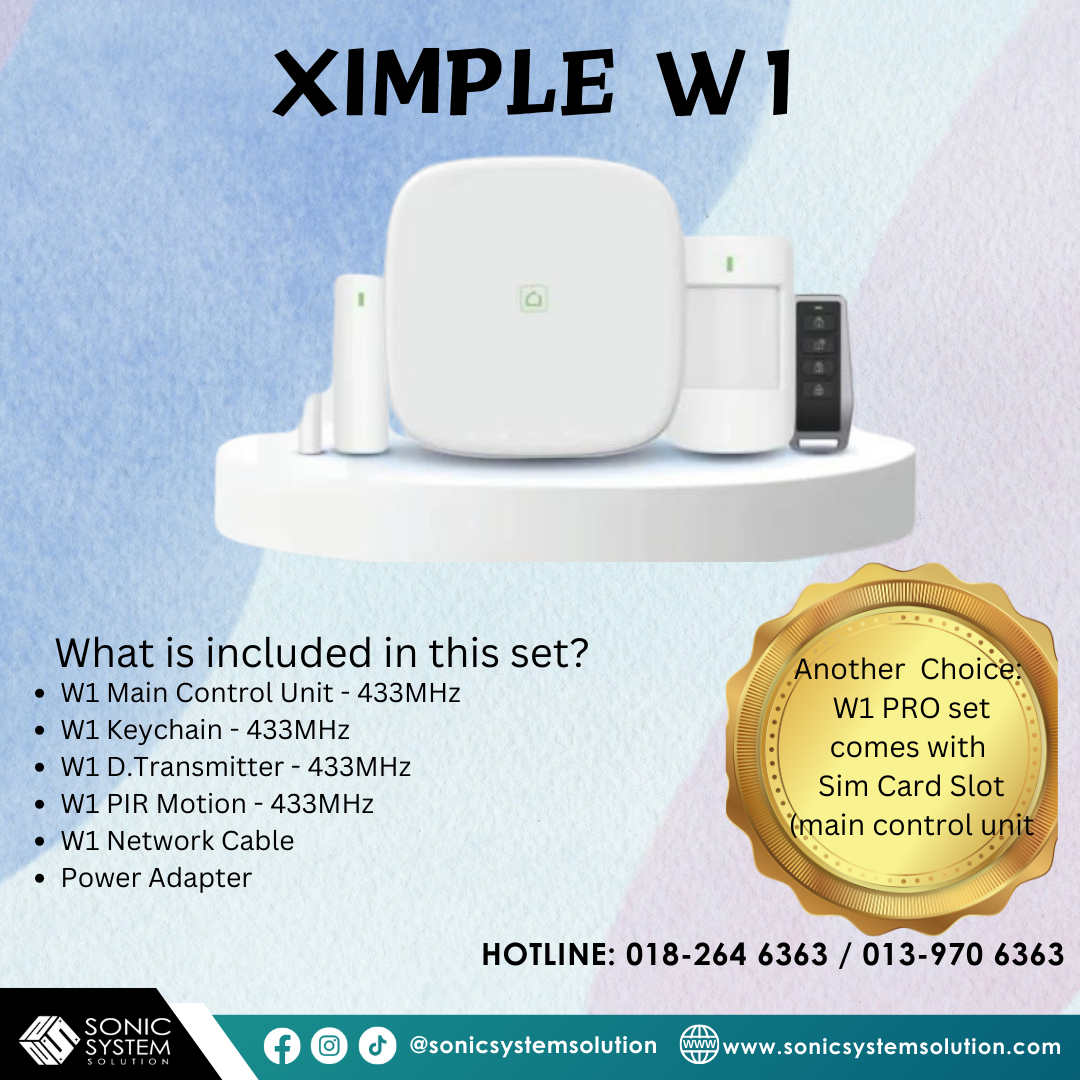 XIMPLE W1
What is included in this set?
• W1 Main Control Unit - 433MHz
• W1 Keychain - 433MHz
• W1 D.Transmitter - 433MHz
• W1 PIR Motion - 433MHz
• W1 Network Cable
• Power Adapter
Another Choice:
W1 PRO set
comes with
Sim Card Slot
(main control unit
HOTLINE: 018-264 6363 / 013-970 6363
SONIC
SYSTEM
SOLUTION
@sonicsystemsolution
www.sonicsystemsolution.com